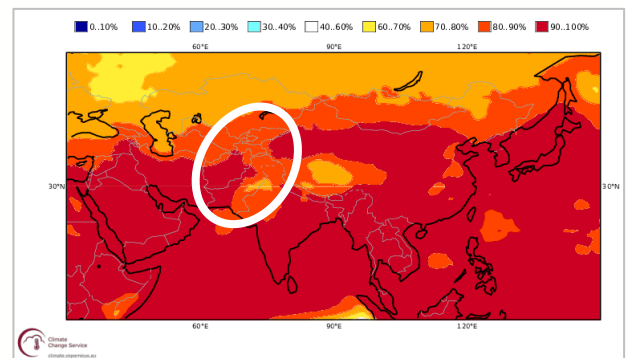 0..10% 10..20% 20..30% 30..40% 40..60% 60..70% 70..80% 80..90% 90..100%
60°E 90°E 120°E
30°N 30°N
60°E 90°E 120°E
Climate
Change Service
climate.copernicus.eu